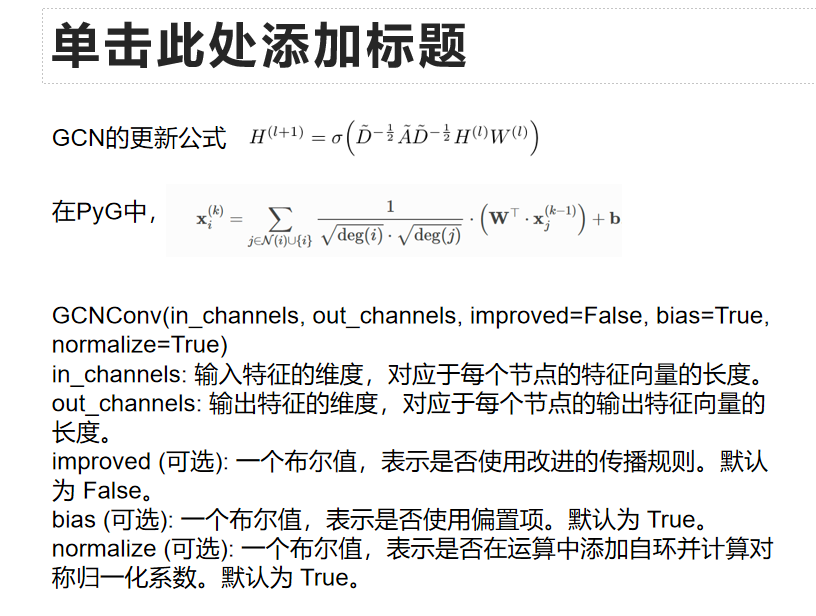 单击此处添加标题
GCN的更新公式 $H^{(l+1)} = \sigma\left(\tilde{D}^{-\frac{1}{2}} \tilde{A} \tilde{D}^{-\frac{1}{2}} H^{(l)} W^{(l)}\right)$
在PyG中， $\mathbf{x}_i^{(k)} = \sum_{j \in \mathcal{N}(i) \cup \{i\}} \frac{1}{\sqrt{\deg(i)} \cdot \sqrt{\deg(j)}} \cdot \left(\mathbf{W}^\top \cdot \mathbf{x}_j^{(k-1)}\right) + \mathbf{b}$
GCNConv(in_channels, out_channels, improved=False, bias=True,
normalize=True)
in_channels: 输入特征的维度，对应于每个节点的特征向量的长度。
out_channels: 输出特征的维度，对应于每个节点的输出特征向量的
长度。
improved (可选): 一个布尔值，表示是否使用改进的传播规则。默认
为 False。
bias (可选): 一个布尔值，表示是否使用偏置项。默认为 True。
normalize (可选): 一个布尔值，表示是否在运算中添加自环并计算对
称归一化系数。默认为 True。